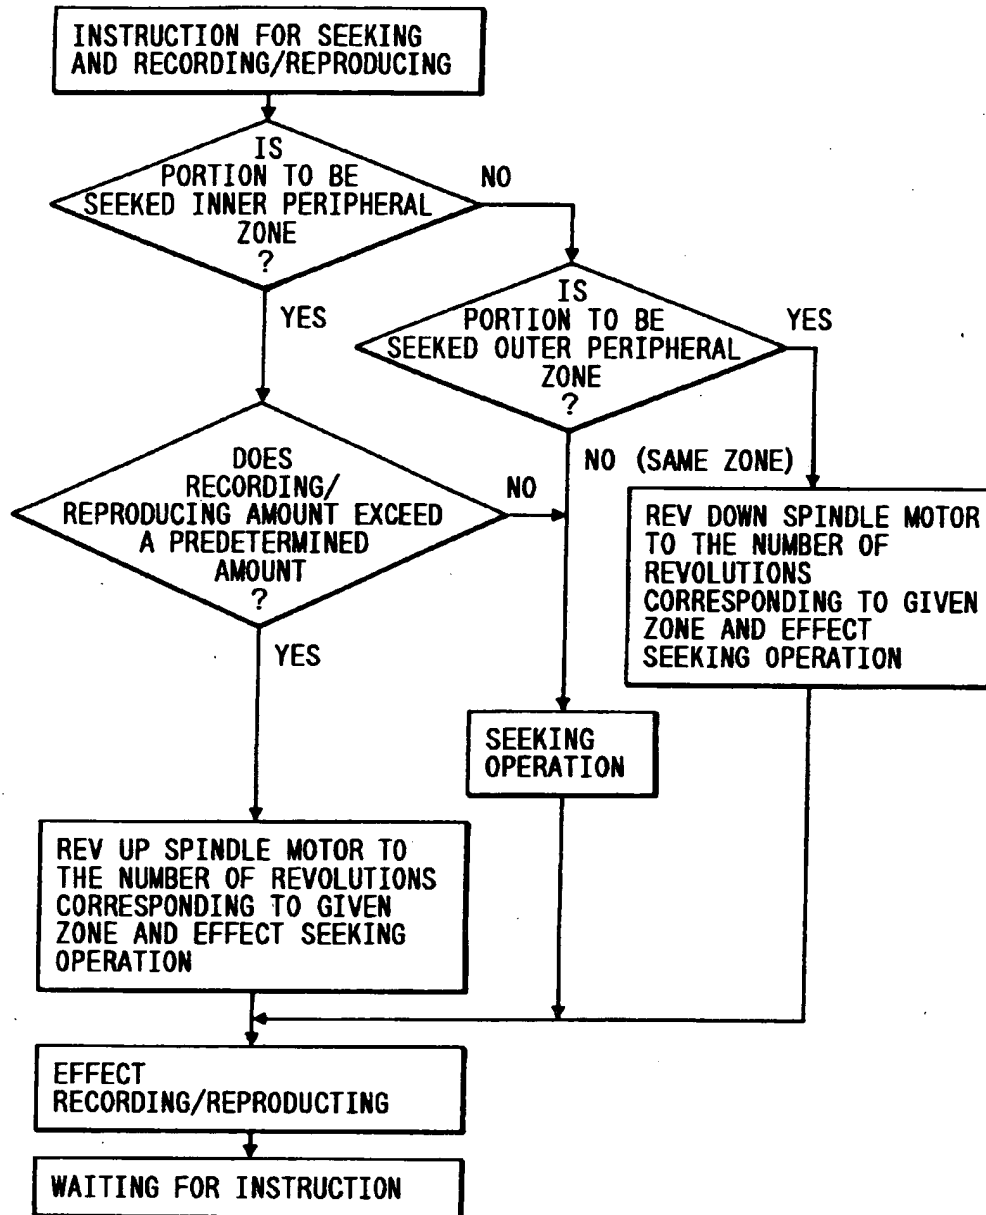 INSTRUCTION FOR SEEKING
AND RECORDING/REPRODUCING
IS
PORTION TO BE
SEEKED INNER PERIPHERAL
ZONE
?
NO
YES
IS
PORTION TO BE
SEEKED OUTER PERIPHERAL
ZONE
?
YES
NO (SAME ZONE)
DOES
RECORDING/
REPRODUCING AMOUNT EXCEED
A PREDETERMINED
AMOUNT
?
NO
YES
REV DOWN SPINDLE MOTOR
TO THE NUMBER OF
REVOLUTIONS
CORRESPONDING TO GIVEN
ZONE AND EFFECT
SEEKING OPERATION
SEEKING
OPERATION
REV UP SPINDLE MOTOR TO
THE NUMBER OF REVOLUTIONS
CORRESPONDING TO GIVEN
ZONE AND EFFECT SEEKING
OPERATION
EFFECT
RECORDING/REPRODUCTING
WAITING FOR INSTRUCTION